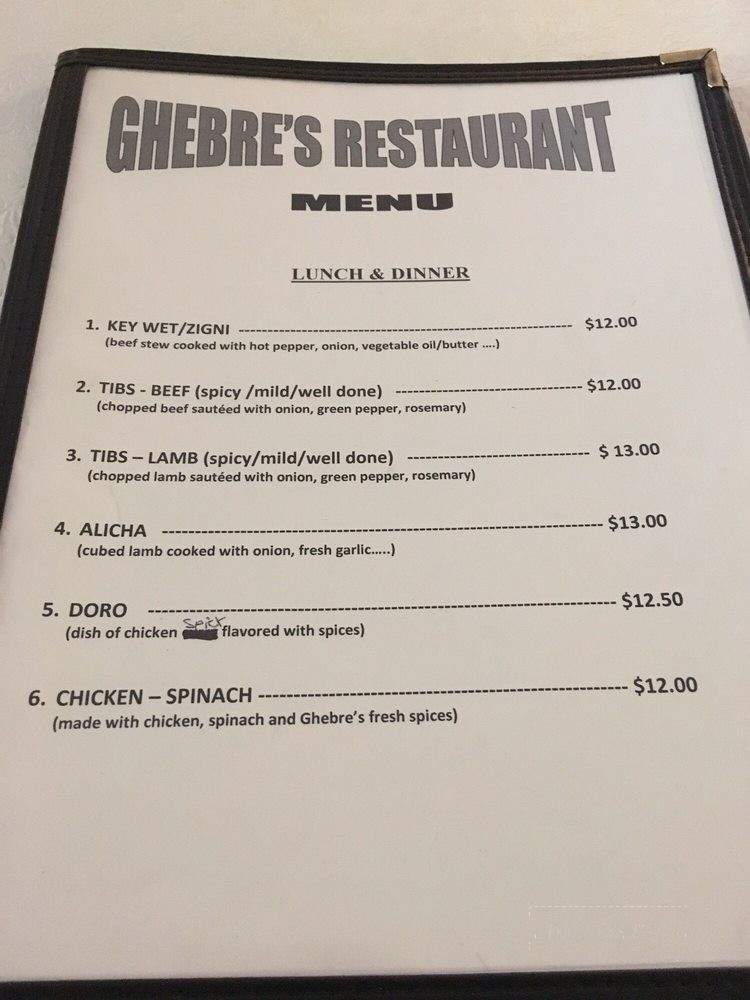 GHEBRE'S RESTAURANT
MENU
LUNCH & DINNER
1. KEY WET/ZIGNI ------------------------------------------------------------ $12.00
(beef stew cooked with hot pepper, onion, vegetable oil/butter ....)
2. TIBS - BEEF (spicy /mild/well done) --------------------------------- $12.00
(chopped beef sautéed with onion, green pepper, rosemary)
3. TIBS – LAMB (spicy/mild/well done) -------------------------------- $ 13.00
(chopped lamb sautéed with onion, green pepper, rosemary)
4. ALICHA ------------------------------------------------------------------------ $13.00
(cubed lamb cooked with onion, fresh garlic.....)
5. DORO ------------------------------------------------------------------------- $12.50
(dish of chicken flavored with spices)
6. CHICKEN – SPINACH ------------------------------------------------------- $12.00
(made with chicken, spinach and Ghebre's fresh spices)